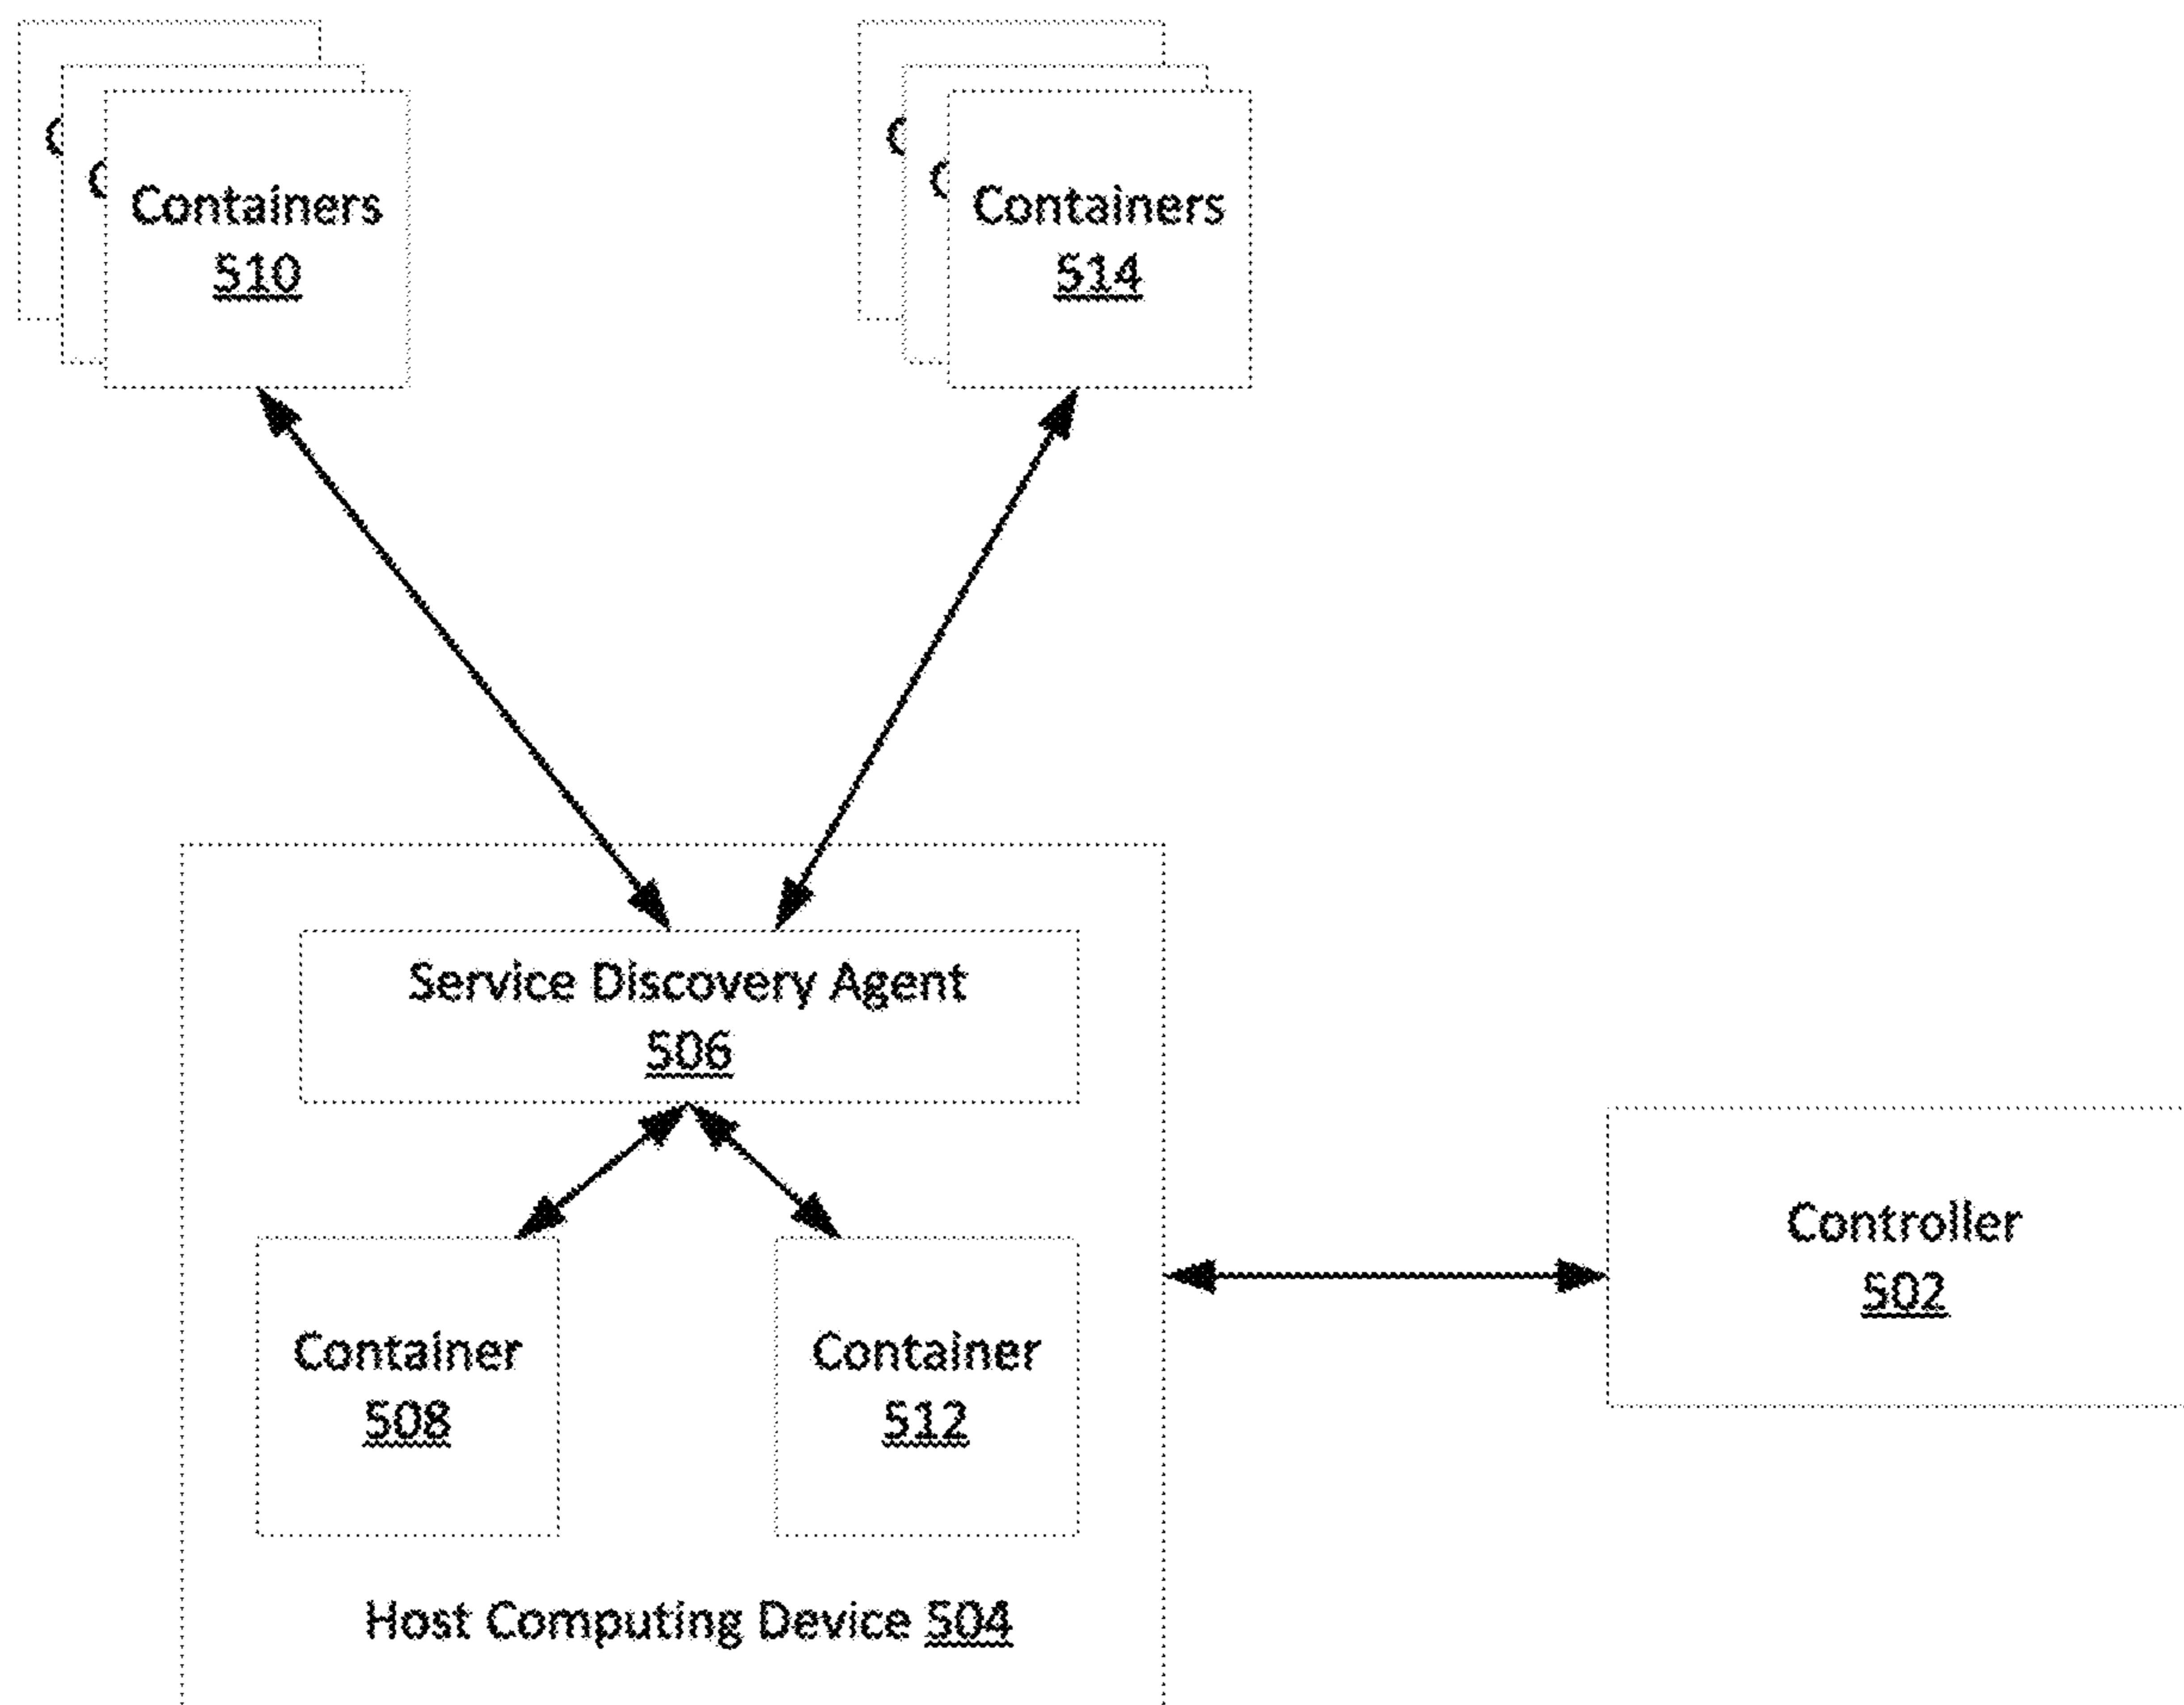 Containers
510
Containers
514
Service Discovery Agent
506
Container
508
Container
512
Controller
502
Host Computing Device 504